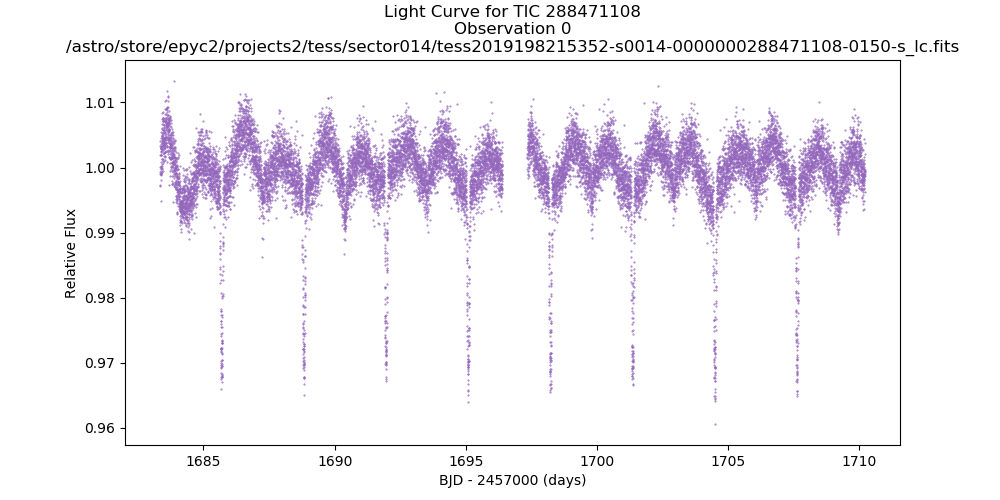 Light Curve for TIC 288471108
Observation 0
/astro/store/epyc2/projects2/tess/sector014/tess2019198215352-s0014-0000000288471108-0150-s_lc.fits
1.01
1.00
0.99
0.98
0.97
0.96
Relative Flux
1685
1690
1695
1700
1705
1710
BJD - 2457000 (days)